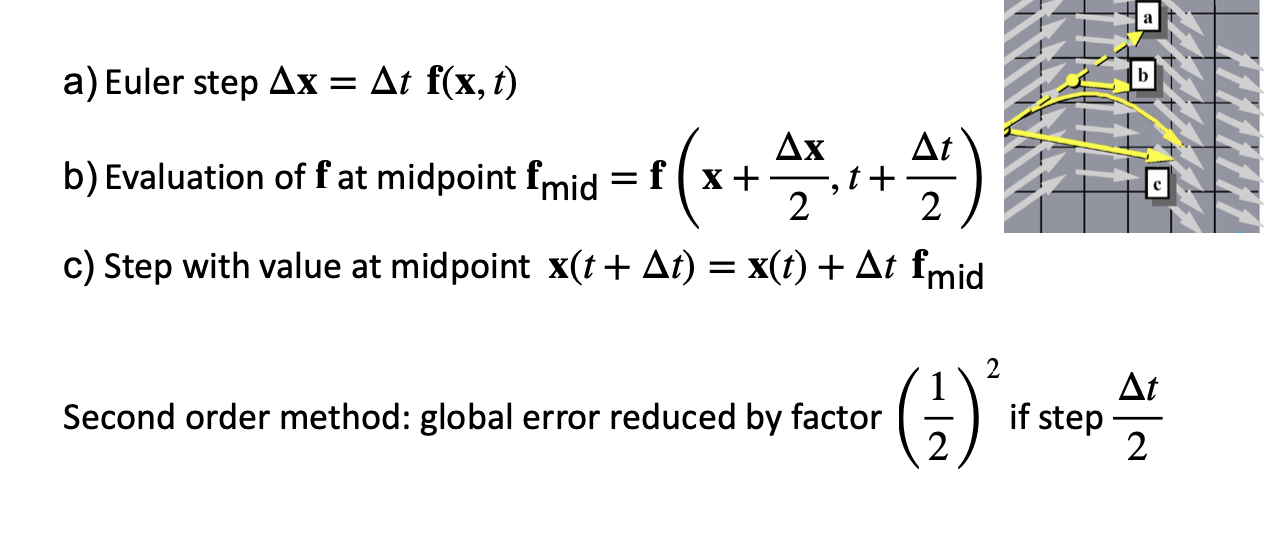 a) Euler step Δx = Δt f(x, t)
b) Evaluation of f at midpoint f_mid = f(x + Δx/2, t + Δt/2)
c) Step with value at midpoint x(t + Δt) = x(t) + Δt f_mid
Second order method: global error reduced by factor (1/2)^2 if step Δt/2
a
b
c